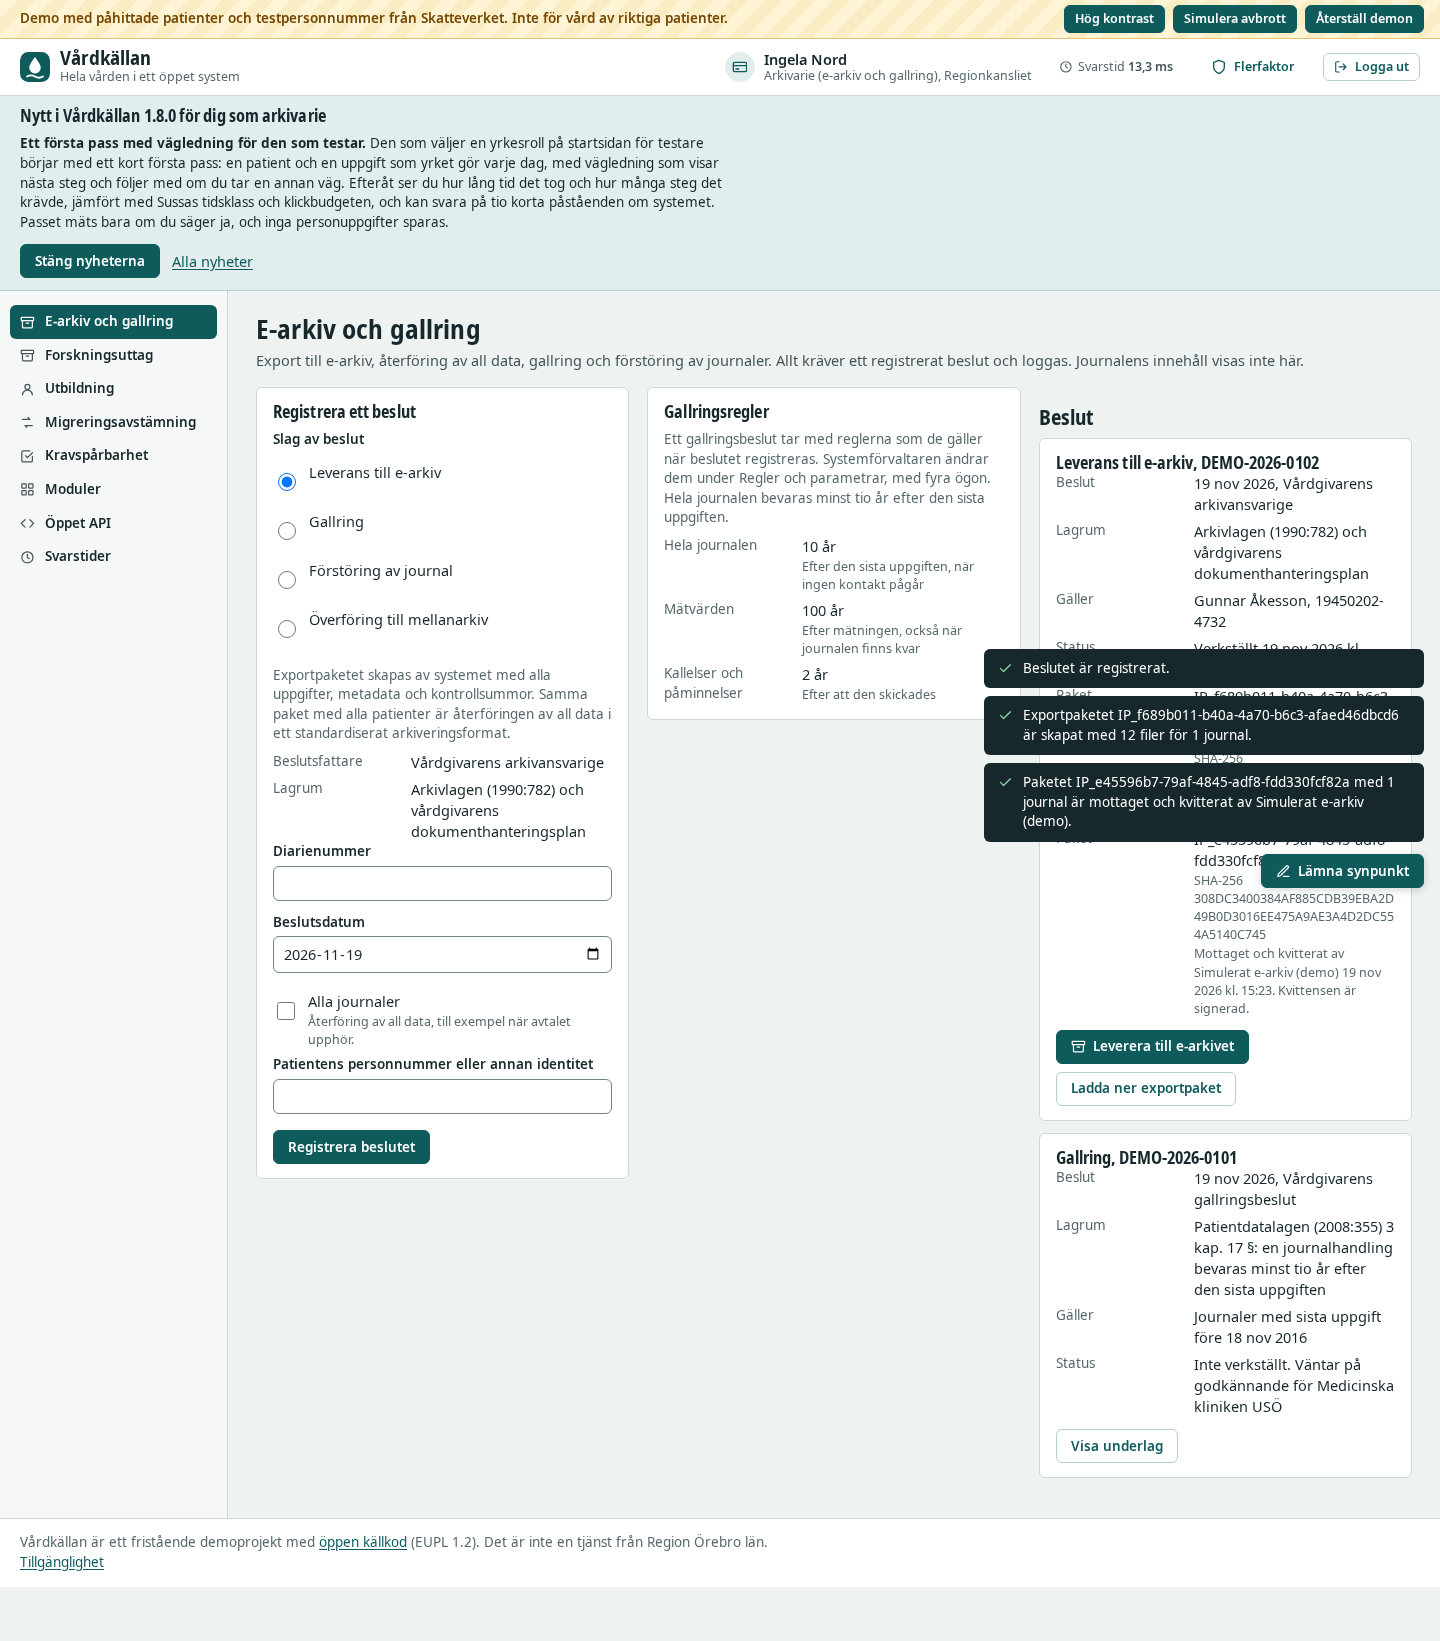 Demo med påhittade patienter och testpersonnummer från Skatteverket. Inte för vård av riktiga patienter.
Hög kontrast
Simulera avbrott
Återställ demon
Vårdkällan
Hela vården i ett öppet system
Ingela Nord
Arkivarie (e-arkiv och gallring), Regionkansliet
Svarstid 13,3 ms
Flerfaktor
Logga ut
Nytt i Vårdkällan 1.8.0 för dig som arkivarie
Ett första pass med vägledning för den som testar. Den som väljer en yrkesroll på startsidan för testare
börjar med ett kort första pass: en patient och en uppgift som yrket gör varje dag, med vägledning som visar
nästa steg och följer med om du tar en annan väg. Efteråt ser du hur lång tid det tog och hur många steg det
krävde, jämfört med Sussas tidsklass och klickbudgeten, och kan svara på tio korta påståenden om systemet.
Passet mäts bara om du säger ja, och inga personuppgifter sparas.
Stäng nyheterna
Alla nyheter
E-arkiv och gallring
Forskningsuttag
Utbildning
Migreringsavstämning
Kravspårbarhet
Moduler
Öppet API
Svarstider
E-arkiv och gallring
Export till e-arkiv, återföring av all data, gallring och förstöring av journaler. Allt kräver ett registrerat beslut och loggas. Journalens innehåll visas inte här.
Registrera ett beslut
Slag av beslut
Leverans till e-arkiv
Gallring
Förstöring av journal
Överföring till mellanarkiv
Exportpaketet skapas av systemet med alla
uppgifter, metadata och kontrollsummor. Samma
paket med alla patienter är återföringen av all data i
ett standardiserat arkiveringsformat.
Beslutsfattare
Vårdgivarens arkivansvarige
Lagrum
Arkivlagen (1990:782) och
vårdgivarens
dokumenthanteringsplan
Diarienummer
Beslutsdatum
2026-11-19
Alla journaler
Återföring av all data, till exempel när avtalet
upphör.
Patientens personnummer eller annan identitet
Registrera beslutet
Gallringsregler
Ett gallringsbeslut tar med reglerna som de gäller
när beslutet registreras. Systemförvaltaren ändrar
dem under Regler och parametrar, med fyra ögon.
Hela journalen bevaras minst tio år efter den sista
uppgiften.
Hela journalen
10 år
Efter den sista uppgiften, när
ingen kontakt pågår
Mätvärden
100 år
Efter mätningen, också när
journalen finns kvar
Kallelser och
påminnelser
2 år
Efter att den skickades
Beslut
Leverans till e-arkiv, DEMO-2026-0102
Beslut
19 nov 2026, Vårdgivarens
arkivansvarige
Lagrum
Arkivlagen (1990:782) och
vårdgivarens
dokumenthanteringsplan
Gäller
Gunnar Åkesson, 19450202-
4732
Status
Verkställt 19 nov 2026 kl.
Beslutet är registrerat.
Paket
IP_f689b011-b40a-4a70-b6c3-
Exportpaketet IP_f689b011-b40a-4a70-b6c3-afaed46dbcd6
är skapat med 12 filer för 1 journal.
SHA-256
Paketet IP_e45596b7-79af-4845-adf8-fdd330fcf82a med 1
journal är mottaget och kvitterat av Simulerat e-arkiv
(demo).
Paket
IP_e45596b7-79af-4845-adf8-
fdd330fcf8
Lämna synpunkt
SHA-256
308DC3400384AF885CDB39EBA2D
49B0D3016EE475A9AE3A4D2DC55
4A5140C745
Mottaget och kvitterat av
Simulerat e-arkiv (demo) 19 nov
2026 kl. 15:23. Kvittensen är
signerad.
Leverera till e-arkivet
Ladda ner exportpaket
Gallring, DEMO-2026-0101
Beslut
19 nov 2026, Vårdgivarens
gallringsbeslut
Lagrum
Patientdatalagen (2008:355) 3
kap. 17 §: en journalhandling
bevaras minst tio år efter
den sista uppgiften
Gäller
Journaler med sista uppgift
före 18 nov 2016
Status
Inte verkställt. Väntar på
godkännande för Medicinska
kliniken USÖ
Visa underlag
Vårdkällan är ett fristående demoprojekt med öppen källkod (EUPL 1.2). Det är inte en tjänst från Region Örebro län.
Tillgänglighet